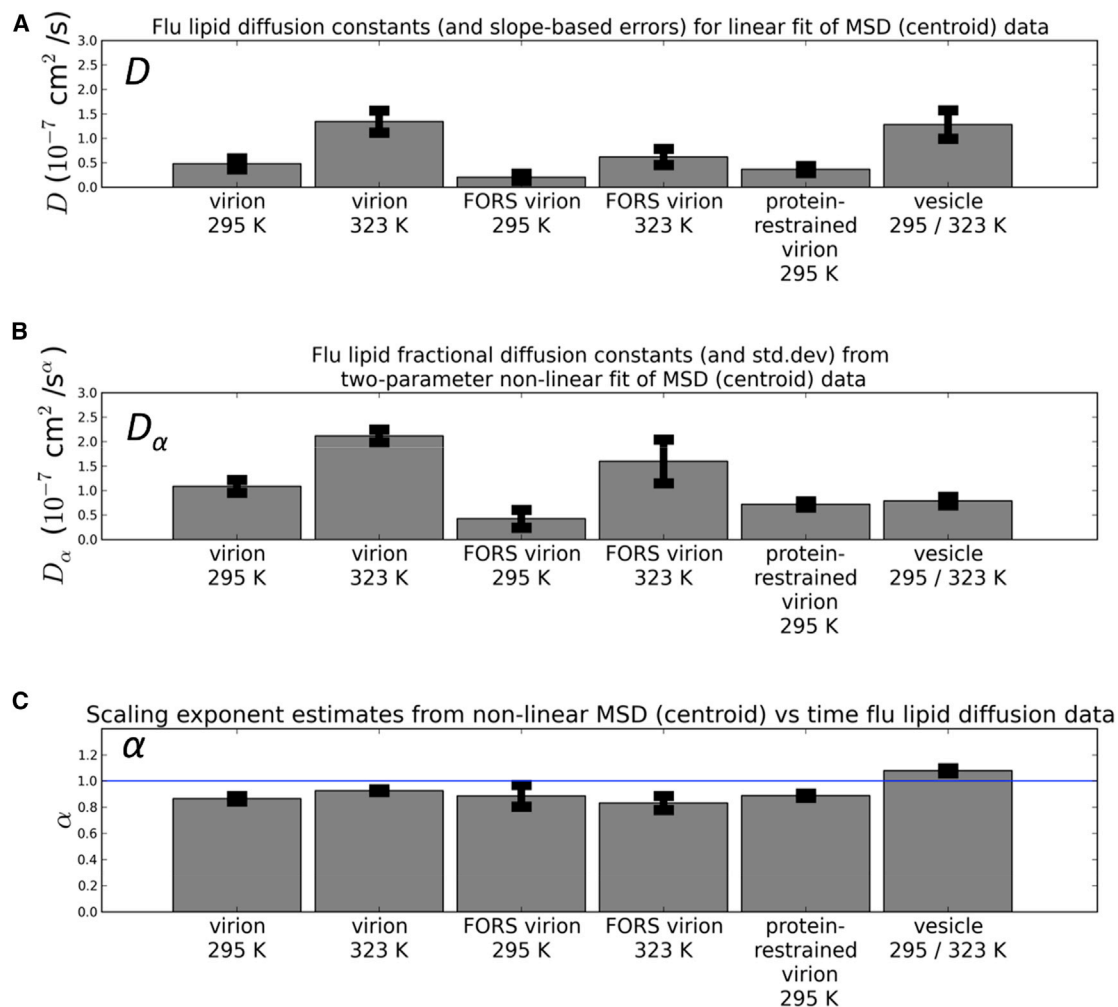 A
Flu lipid diffusion constants (and slope-based errors) for linear fit of MSD (centroid) data
D (10⁻⁷ cm² /s)
3.0
2.5
2.0
1.5
1.0
0.5
0.0
D
virion virion FORS virion FORS virion protein- vesicle
295 K 323 K 295 K 323 K restrained 295 / 323 K
virion
295 K
B
Flu lipid fractional diffusion constants (and std.dev) from
two-parameter non-linear fit of MSD (centroid) data
Dα (10⁻⁷ cm² /sᵅ)
3.0
2.5
2.0
1.5
1.0
0.5
0.0
Dα
virion virion FORS virion FORS virion protein- vesicle
295 K 323 K 295 K 323 K restrained 295 / 323 K
virion
295 K
C
Scaling exponent estimates from non-linear MSD (centroid) vs time flu lipid diffusion data
α
1.2
1.0
0.8
0.6
0.4
0.2
0.0
α
virion virion FORS virion FORS virion protein- vesicle
295 K 323 K 295 K 323 K restrained 295 / 323 K
virion
295 K